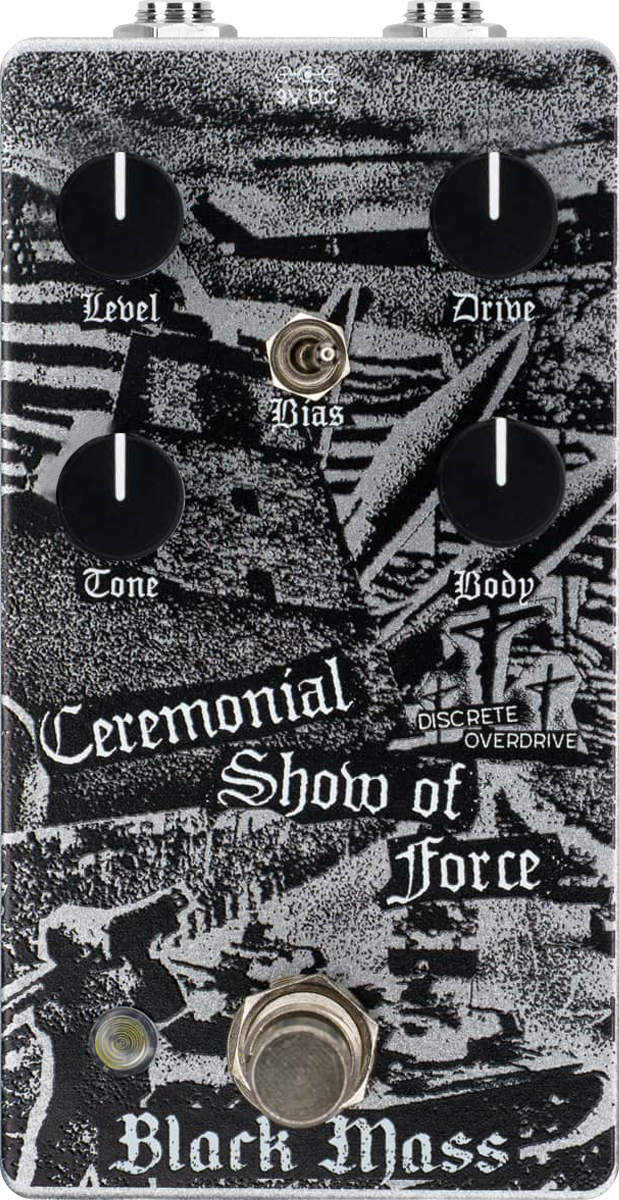 9V DC
Level
Drive
Bias
Tone
Body
Ceremonial
Show of
Force
DISCRETE
OVERDRIVE
Black Mass